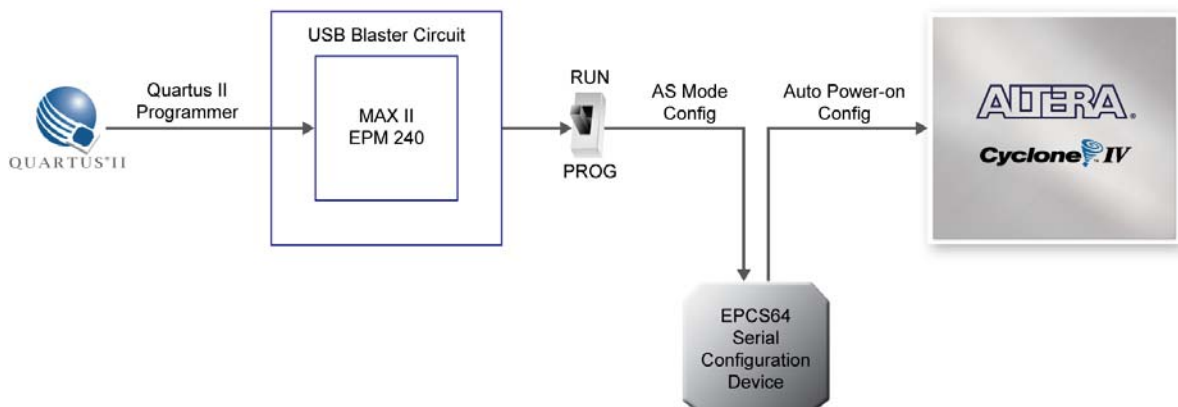 USB Blaster Circuit
Quartus II
Programmer
MAX II
EPM 240
QUARTUS®II
RUN
PROG
AS Mode
Config
Auto Power-on
Config
ALTERA®
Cyclone™ IV
EPCS64
Serial
Configuration
Device